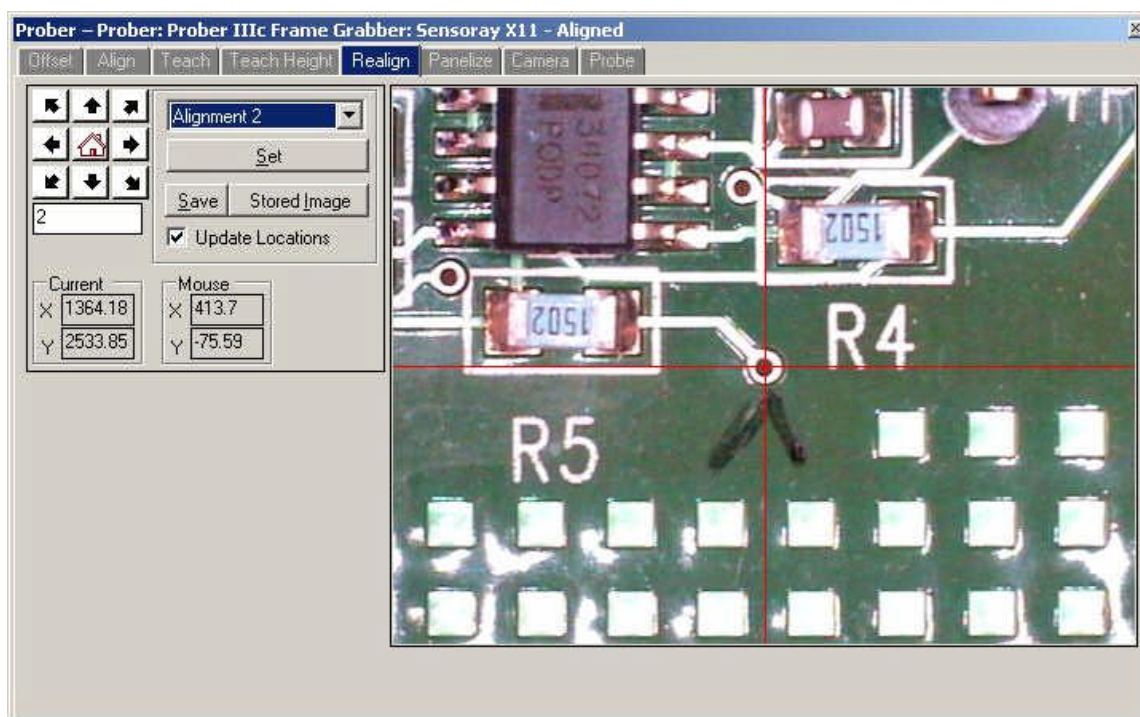 Prober – Prober: Prober IIIc Frame Grabber: Sensoray X11 - Aligned
Offset Align Teach Teach Height Realign Panelize Camera Probe
Alignment 2
Set
Save Stored Image
2
Update Locations
Current
X 1364.18
Y 2533.85
Mouse
X 413.7
Y -75.59
3H072
PODP
1502
1502
R4
R5